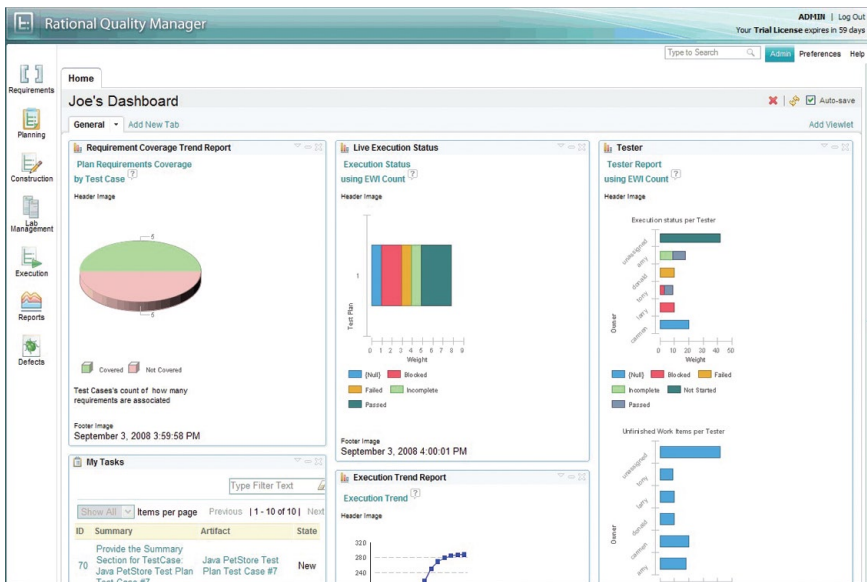 Rational Quality Manager
ADMIN | Log Out
Your Trial License expires in 59 days
Type to Search
Admin Preferences Help
Requirements
Planning
Construction
Lab
Management
Execution
Reports
Defects
Home
Joe's Dashboard
Auto-save
General
Add New Tab
Add Viewlet
Requirement Coverage Trend Report
Plan Requirements Coverage
by Test Case ?
Header Image
6
6
Covered Not Covered
Test Cases's count of how many
requirements are associated
Footer Image
September 3, 2008 3:59:58 PM
My Tasks
Type Filter Text
Show All Items per page Previous | 1 - 10 of 10 | Next
ID Summary Artifact State
70 Provide the Summary
Section for TestCase:
Java PetStore Test Plan
Test Case #7
Java PetStore Test
Plan Test Case #7
New
Live Execution Status
Execution Status
using EWI Count ?
Header Image
Test Plan
1
0 1 2 3 4 5 6 7 8 9
Weight
{Null} Blocked
Failed Incomplete
Passed
Footer Image
September 3, 2008 4:00:01 PM
Execution Trend Report
Execution Trend ?
Header Image
320
280
240
Tester
Tester Report
using EWI Count ?
Header Image
Execution status per Tester
Owner
unassigned
amy
donald
tony
larry
carmen
0 10 20 30 40 50
Weight
{Null} Blocked Failed
Incomplete Not Started
Passed
Unfinished Work Items per Tester
Owner
unassigned
tony
larry
donald
carmen
amy